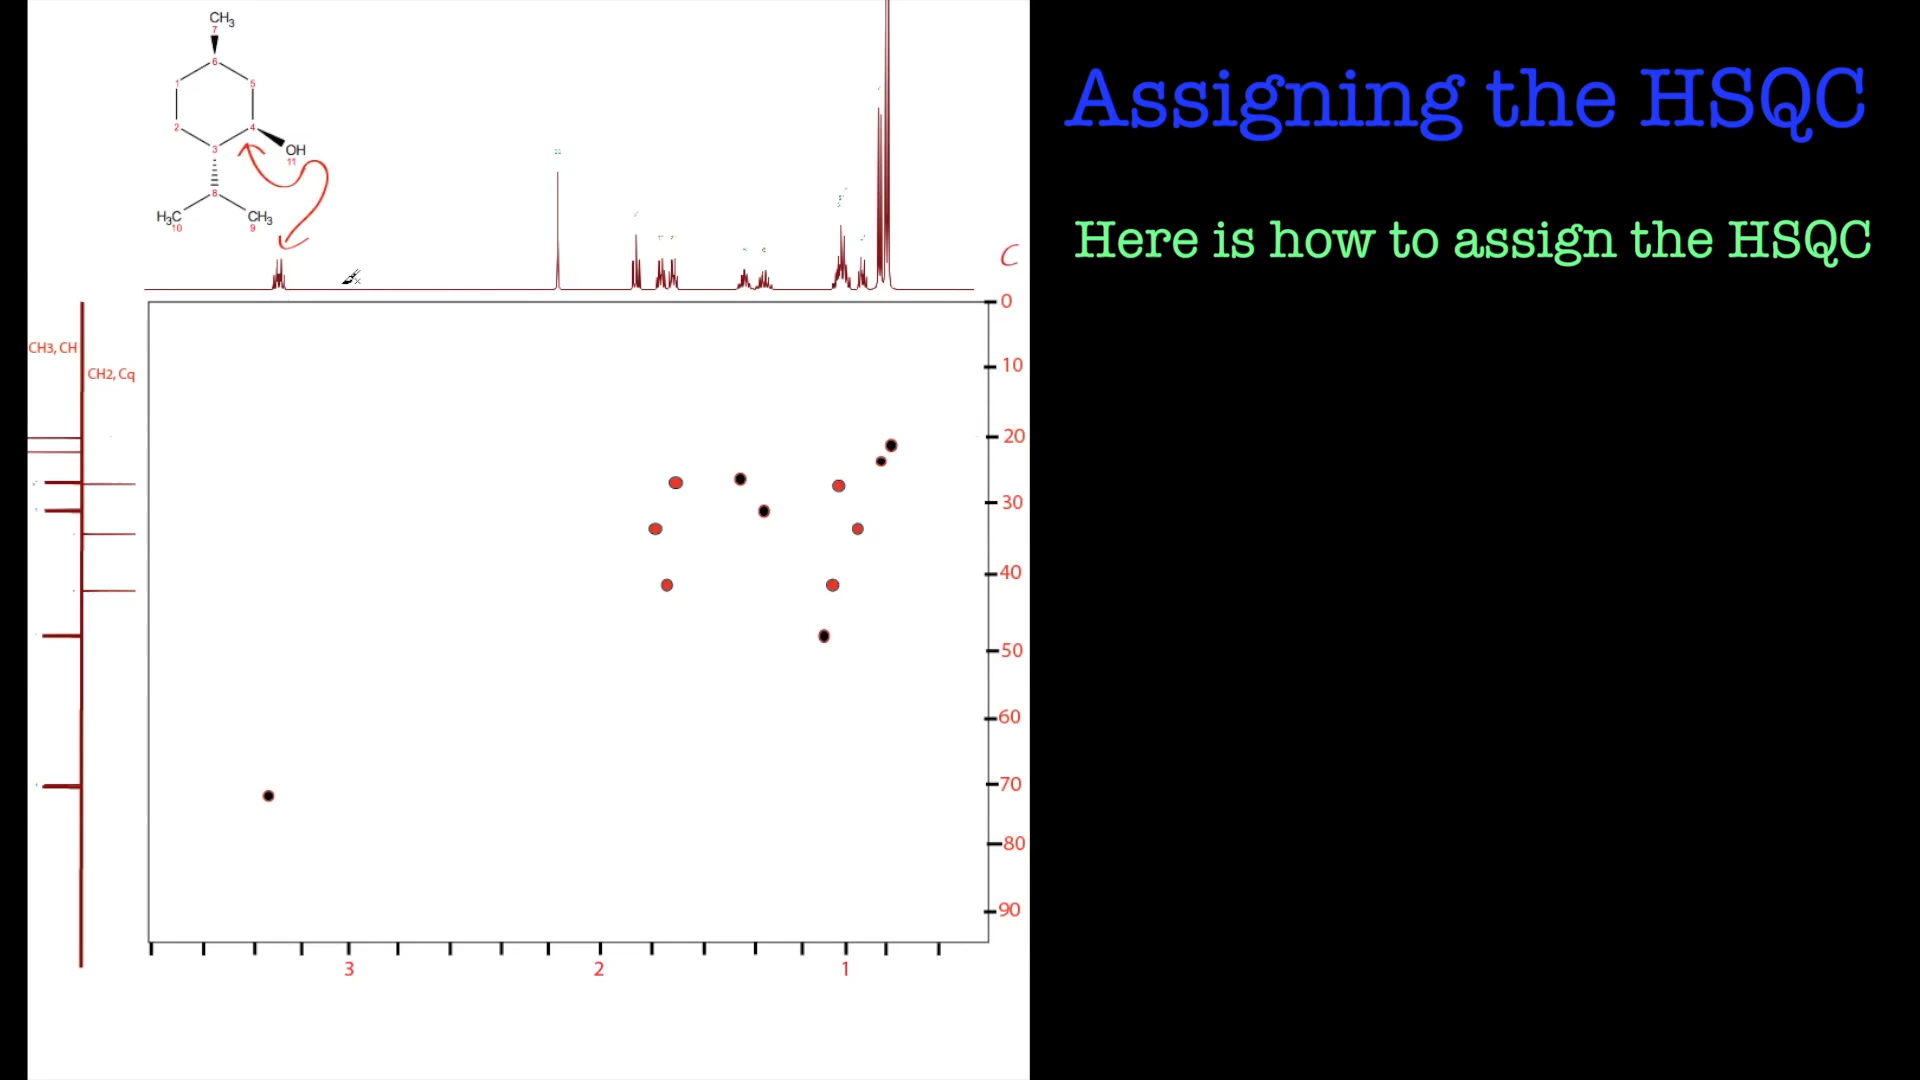 CH3
7
6
1
5
2
4
3
OH
11
8
H3C
CH3
10
9
11
C
0
CH3, CH
10
CH2, Cq
20
30
40
50
60
70
80
90
3
2
1
Assigning the HSQC
Here is how to assign the HSQC